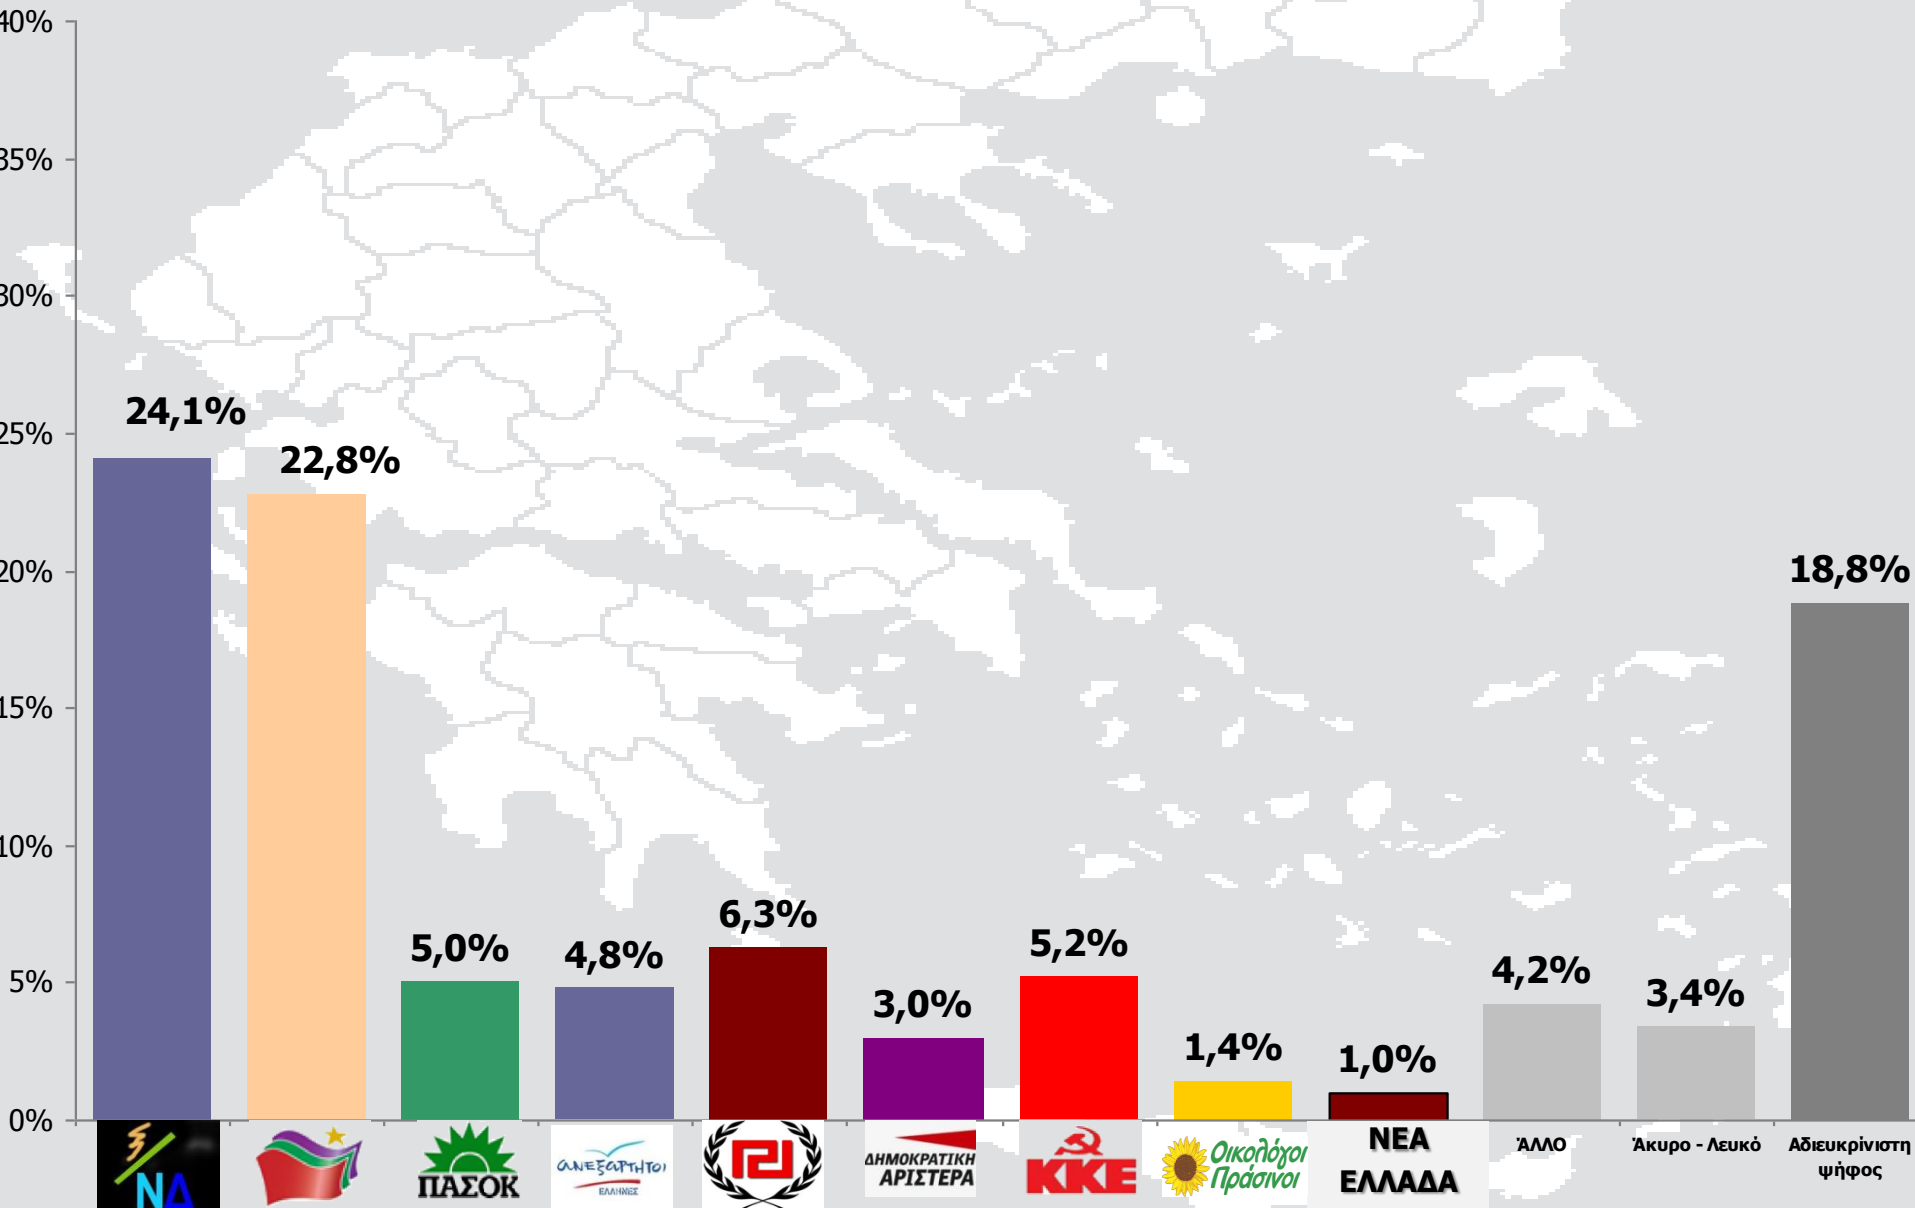 40%
35%
30%
25%
20%
15%
10%
5%
0%
24,1%
22,8%
5,0%
4,8%
6,3%
3,0%
5,2%
1,4%
1,0%
4,2%
3,4%
18,8%
ΝΔ
ΠΑΣΟΚ
ΑΝΕΞΑΡΤΗΤΟΙ
ΕΛΛΗΝΕΣ
ΔΗΜΟΚΡΑΤΙΚΗ
ΑΡΙΣΤΕΡΑ
ΚΚΕ
Οικολόγοι
Πράσινοι
ΝΕΑ
ΕΛΛΑΔΑ
ΆΛΛΟ
Άκυρο - Λευκό
Αδιευκρίνιστη
ψήφος